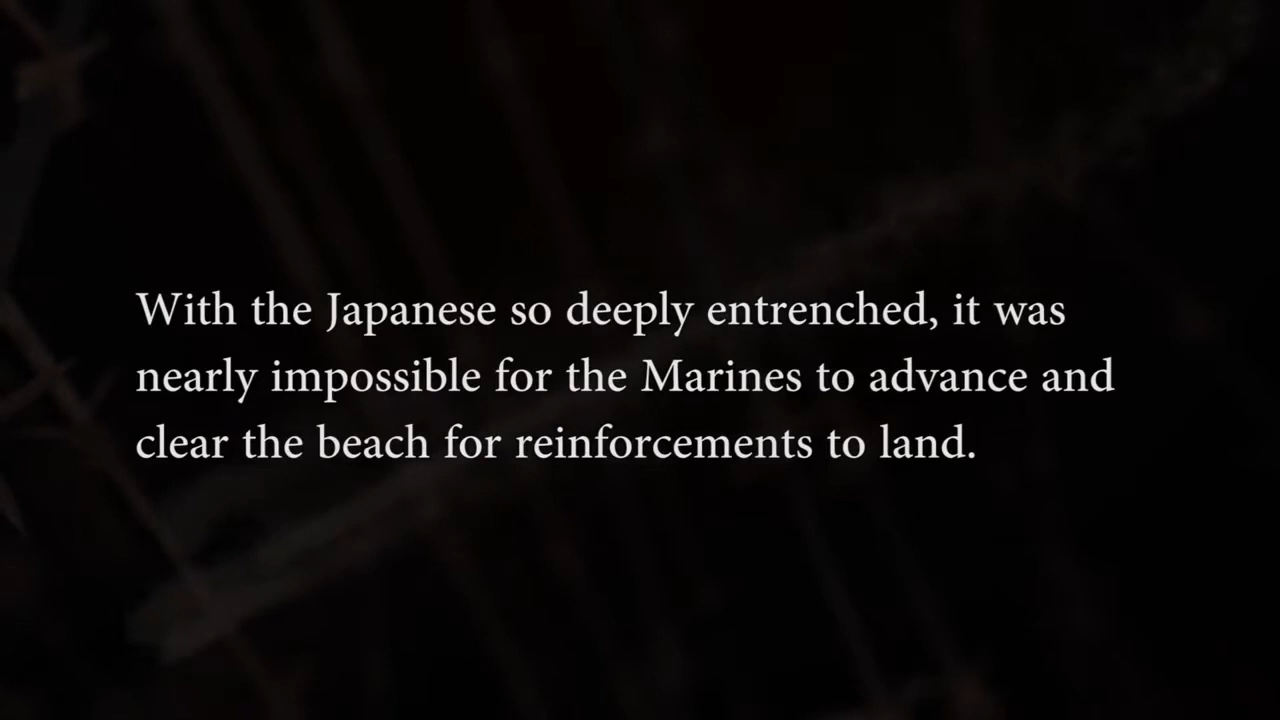 With the Japanese so deeply entrenched, it was
nearly impossible for the Marines to advance and
clear the beach for reinforcements to land.